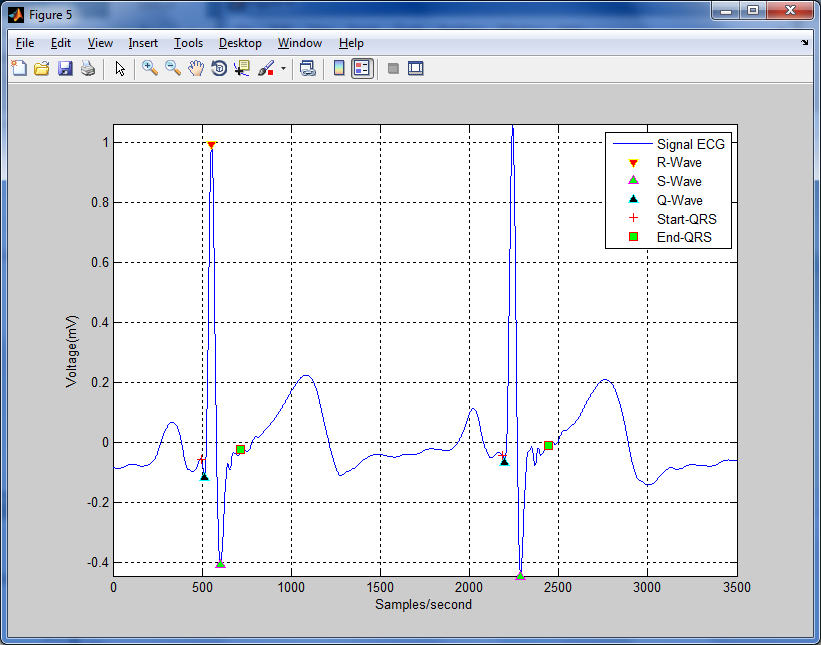 Figure 5
File Edit View Insert Tools Desktop Window Help
Signal ECG
R-Wave
S-Wave
Q-Wave
Start-QRS
End-QRS
1
0.8
0.6
0.4
0.2
0
-0.2
-0.4
Voltage(mV)
0 500 1000 1500 2000 2500 3000 3500
Samples/second